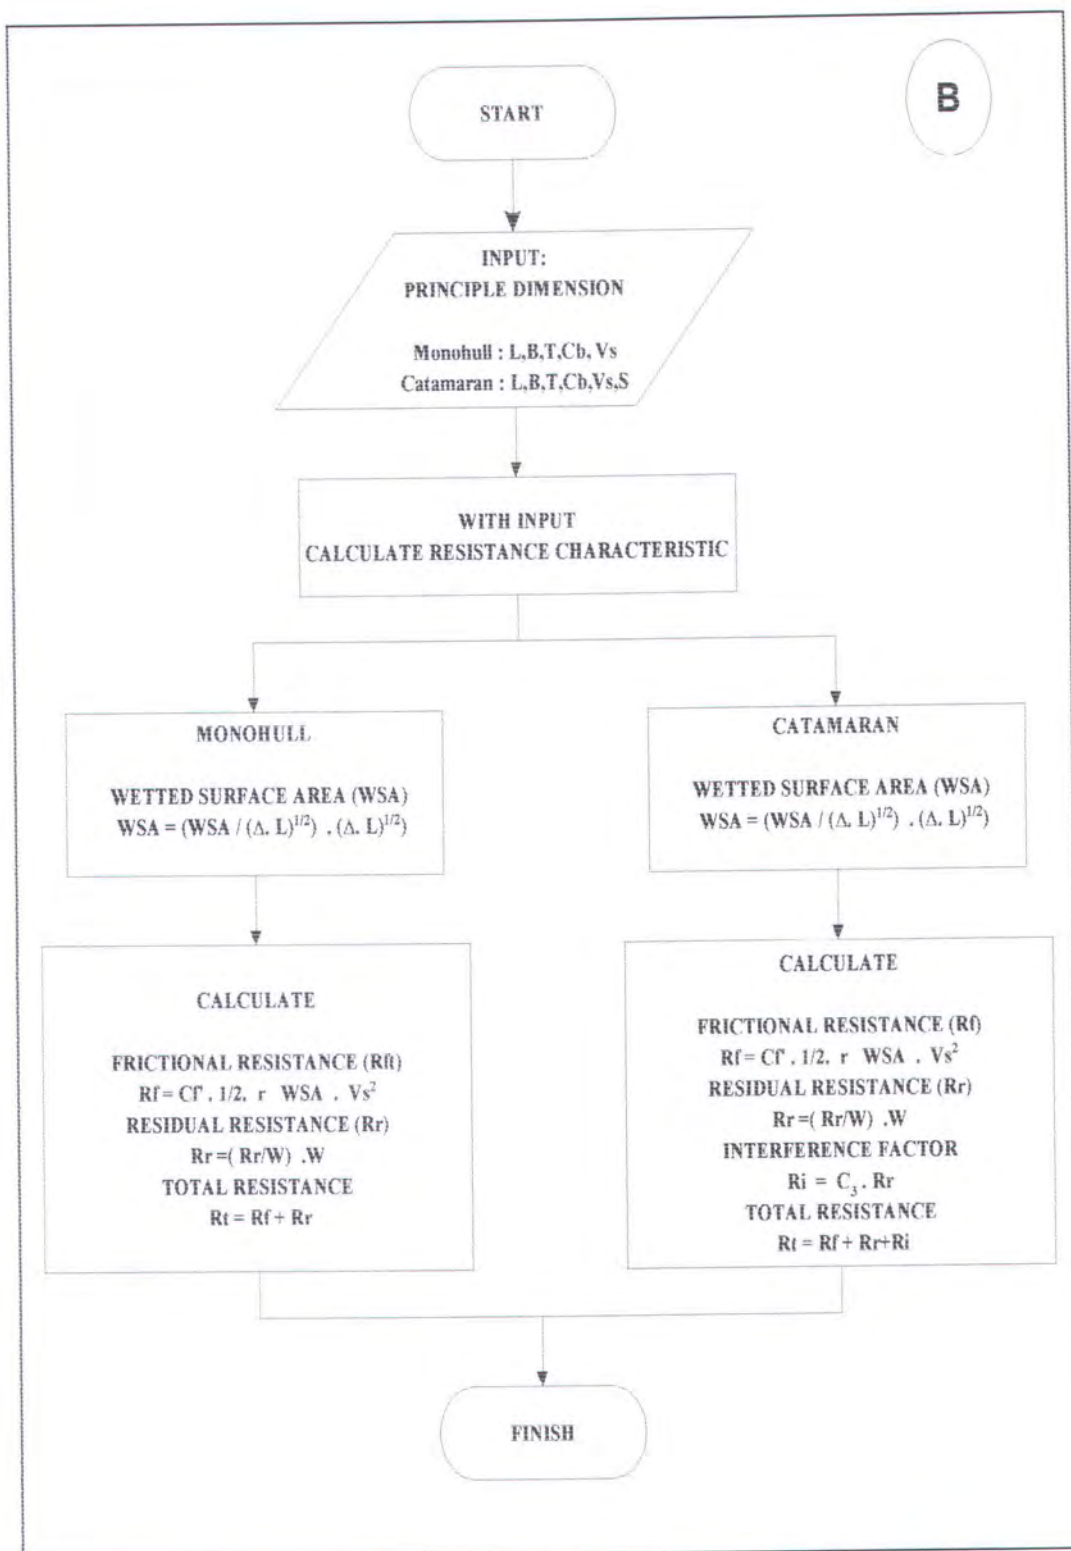 B
START
INPUT:
PRINCIPLE DIMENSION
Monohull : L,B,T,Cb, Vs
Catamaran : L,B,T,Cb,Vs,S
WITH INPUT
CALCULATE RESISTANCE CHARACTERISTIC
MONOHULL
WETTED SURFACE AREA (WSA)
WSA = (WSA / (Δ. L)^1/2) . (Δ. L)^1/2)
CATAMARAN
WETTED SURFACE AREA (WSA)
WSA = (WSA / (Δ. L)^1/2) . (Δ. L)^1/2)
CALCULATE
FRICTIONAL RESISTANCE (Rft)
Rf = Cf' . 1/2. r WSA . Vs²
RESIDUAL RESISTANCE (Rr)
Rr =( Rr/W) .W
TOTAL RESISTANCE
Rt = Rf + Rr
CALCULATE
FRICTIONAL RESISTANCE (Rf)
Rf = Cf' . 1/2. r WSA . Vs²
RESIDUAL RESISTANCE (Rr)
Rr =( Rr/W) .W
INTERFERENCE FACTOR
Ri = C₃ . Rr
TOTAL RESISTANCE
Rt = Rf + Rr+Ri
FINISH